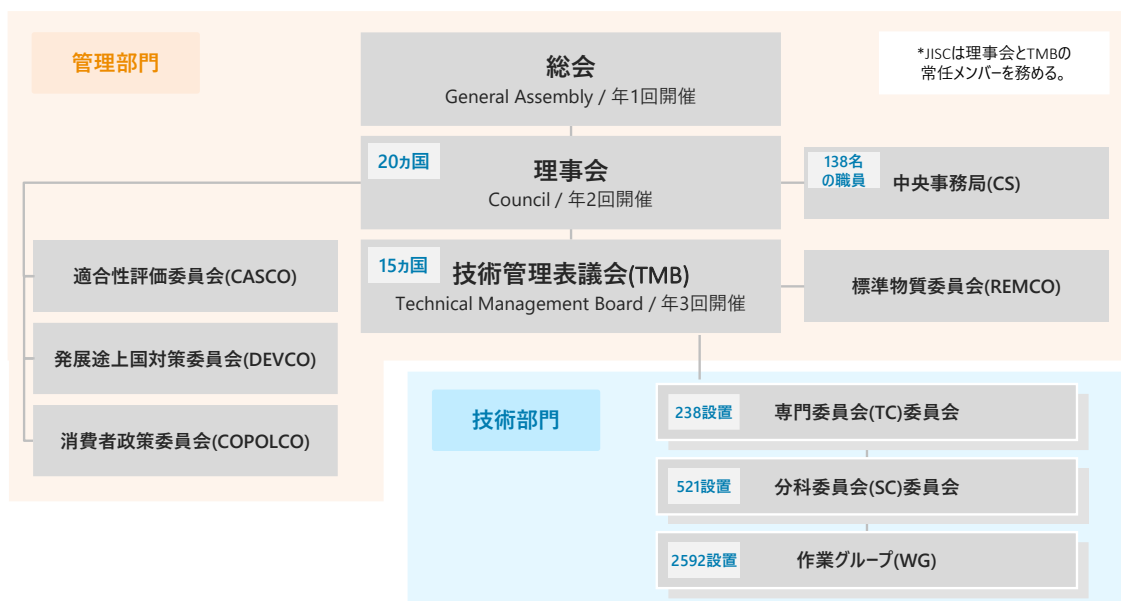 管理部門
総会
General Assembly / 年1回開催
*JISCは理事会とTMBの
常任メンバーを務める。
20ヵ国
理事会
Council / 年2回開催
138名
の職員
中央事務局(CS)
15ヵ国
技術管理表議会(TMB)
Technical Management Board / 年3回開催
標準物質委員会(REMCO)
適合性評価委員会(CASCO)
発展途上国対策委員会(DEVCO)
消費者政策委員会(COPOLCO)
技術部門
238設置
専門委員会(TC)委員会
521設置
分科委員会(SC)委員会
2592設置
作業グループ(WG)